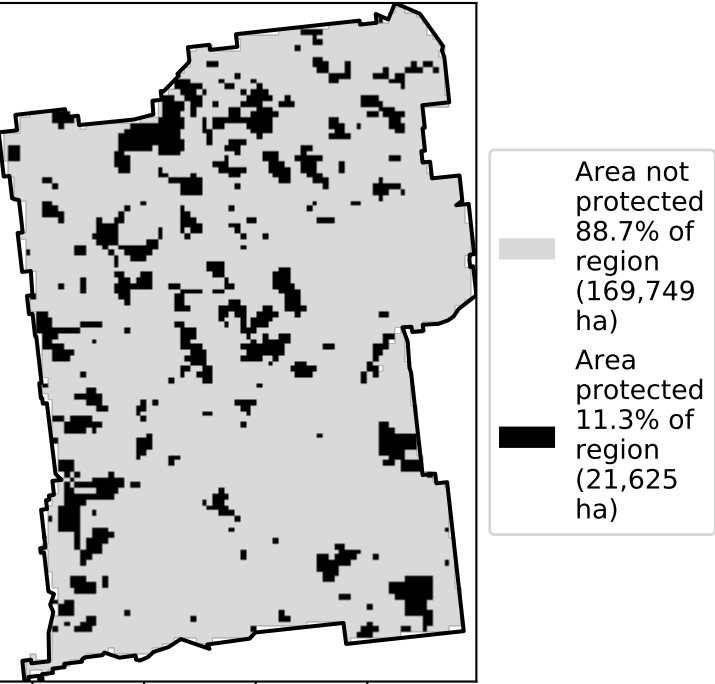 Area not
protected
88.7% of
region
(169,749
ha)
Area
protected
11.3% of
region
(21,625
ha)